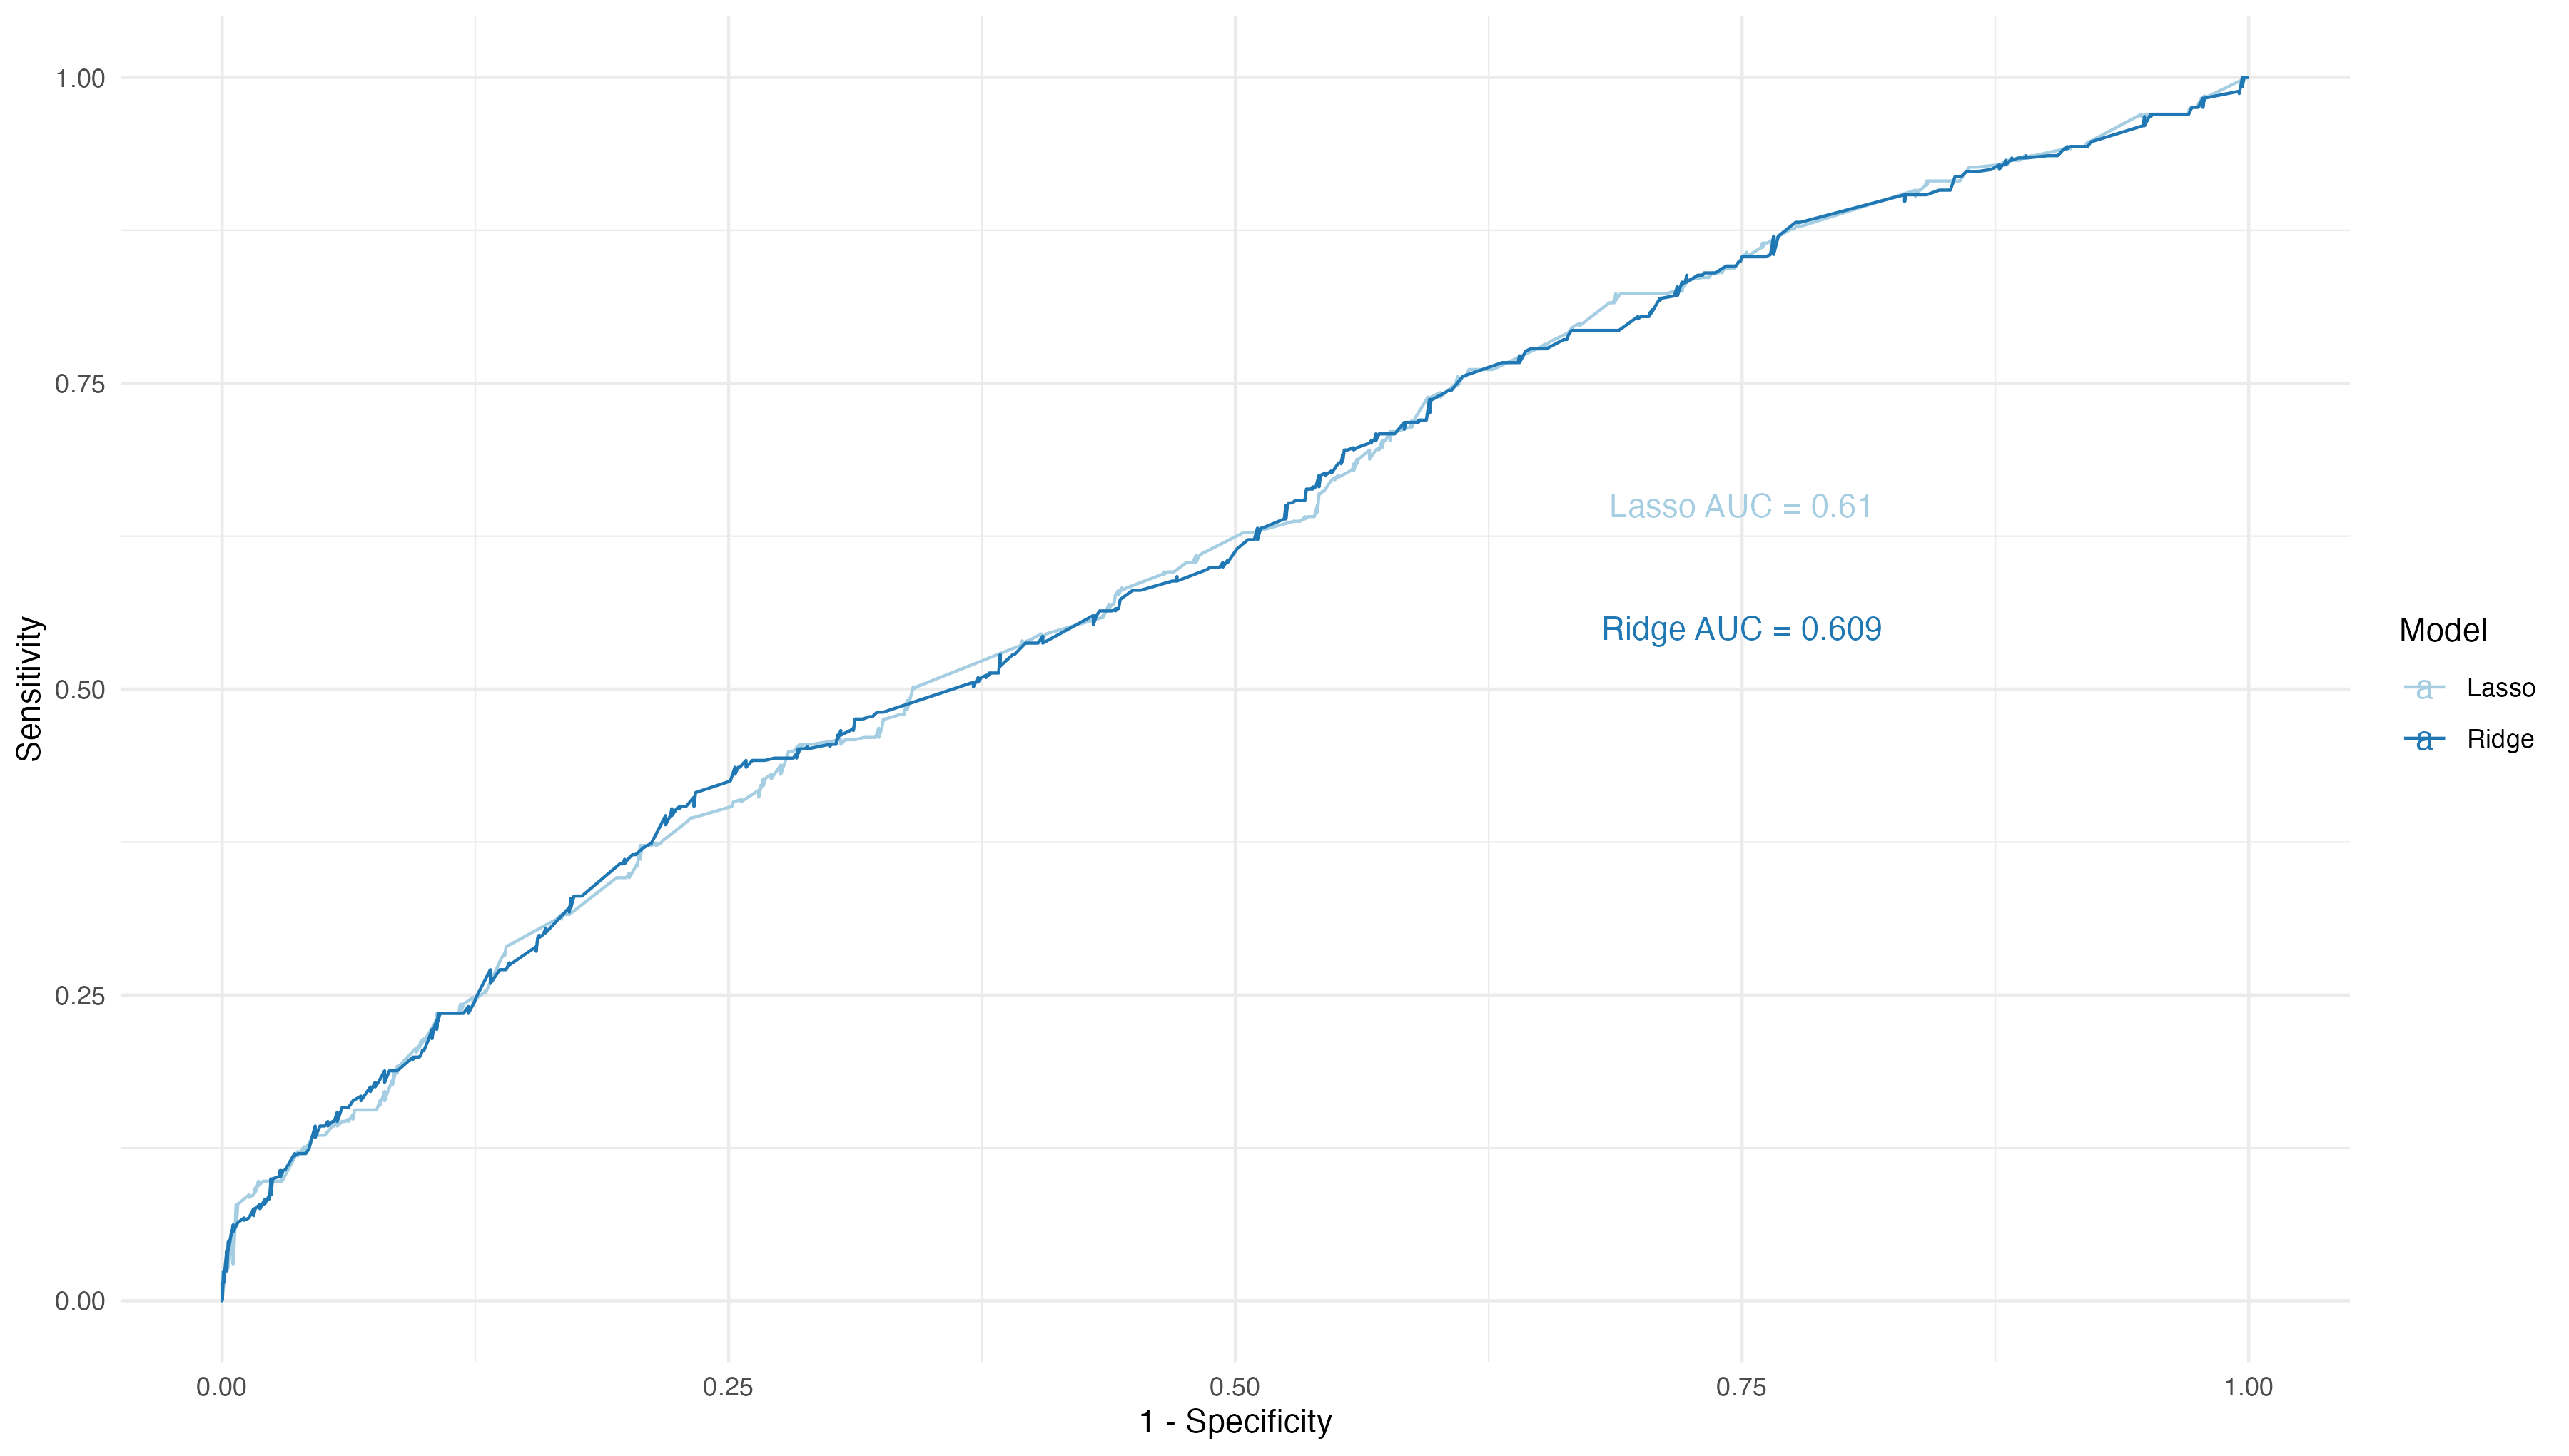 1.00
0.75
0.50
0.25
0.00
Sensitivity
Lasso AUC = 0.61
Ridge AUC = 0.609
Model
a Lasso
a Ridge
0.00 0.25 0.50 0.75 1.00
1 - Specificity